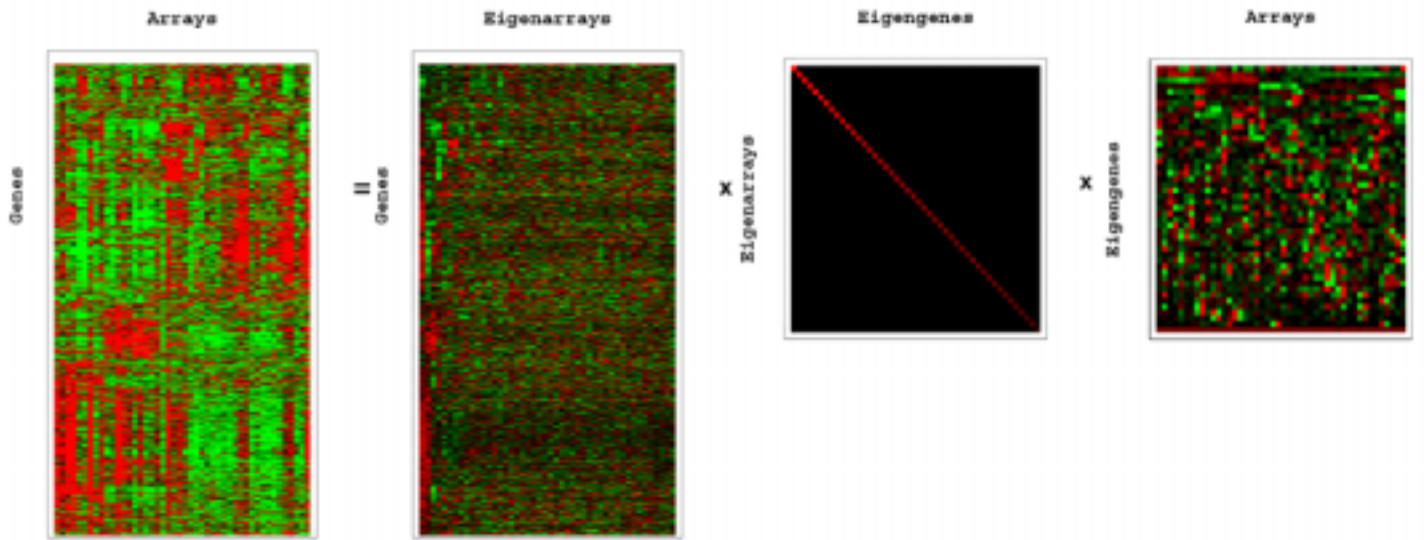 Arrays
Eigenarrays
Eigengenes
Arrays
Genes
=
Genes
x
Eigenarrays
x
Eigengenes